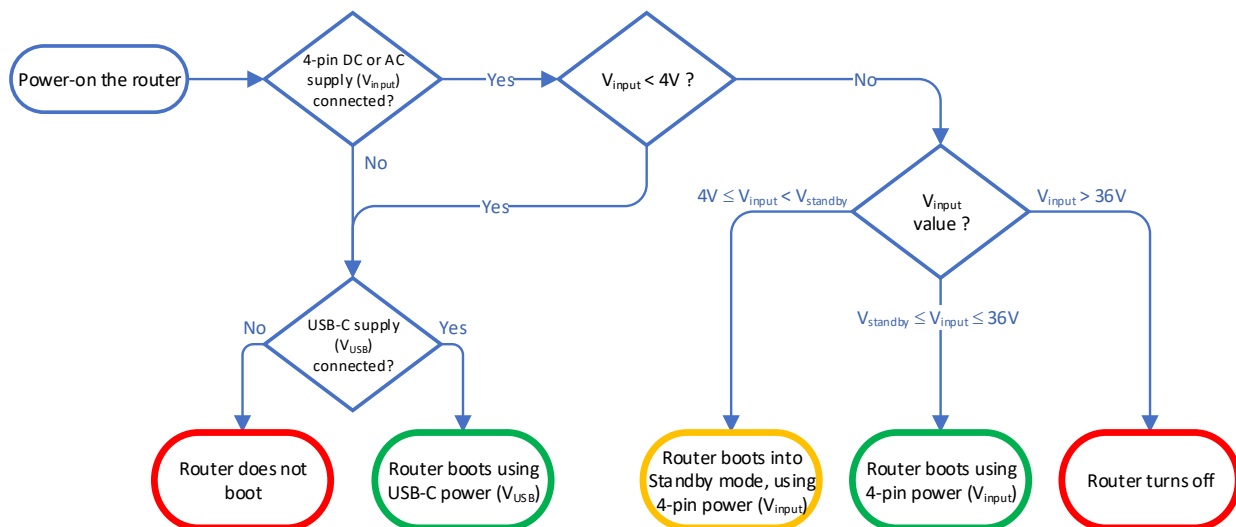 Power-on the router
4-pin DC or AC
supply (Vinput)
connected?
Yes
Vinput < 4V ?
No
No
Yes
4V ≤ Vinput < Vstandby
Vinput
value ?
Vinput > 36V
Vstandby ≤ Vinput ≤ 36V
No
USB-C supply
(VUSB)
connected?
Yes
Router does not
boot
Router boots using
USB-C power (VUSB)
Router boots into
Standby mode, using
4-pin power (Vinput)
Router boots using
4-pin power (Vinput)
Router turns off